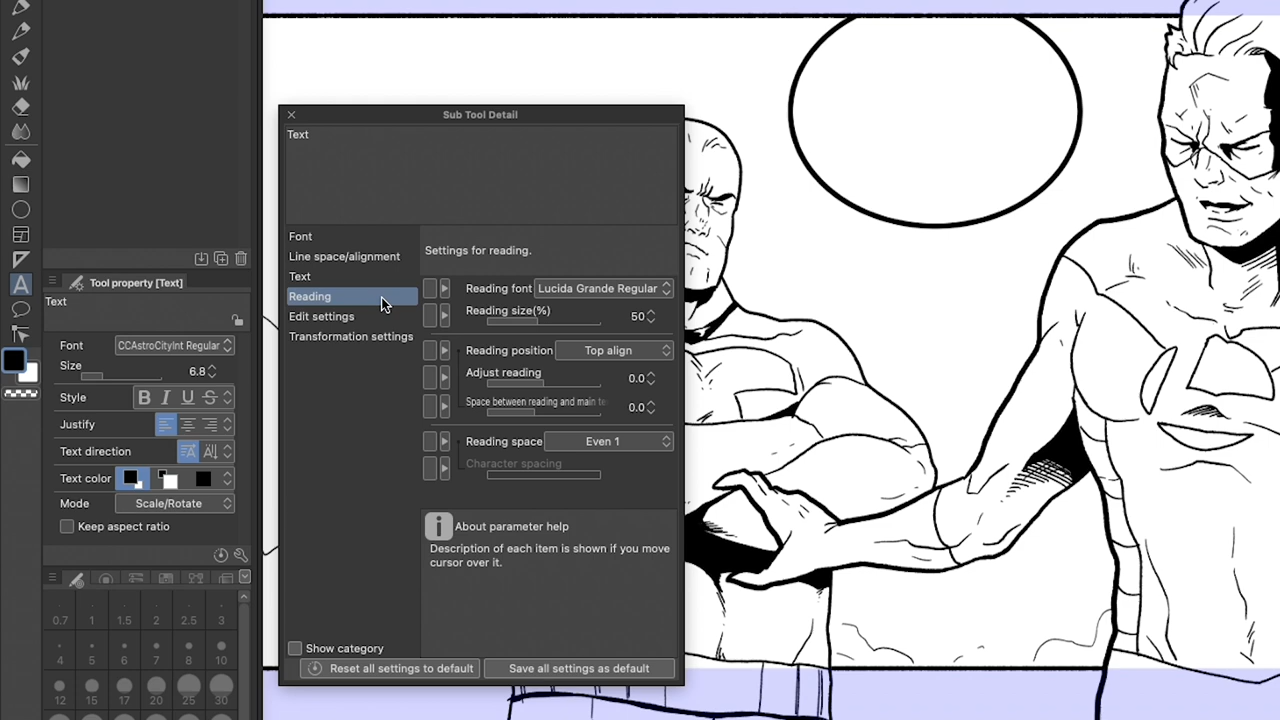 Sub Tool Detail
Text
Font
Line space/alignment
Text
Reading
Edit settings
Transformation settings
Settings for reading.
Reading font Lucida Grande Regular
Reading size(%) 50
Reading position Top align
Adjust reading 0.0
Space between reading and main te 0.0
Reading space Even 1
Character spacing
About parameter help
Description of each item is shown if you move
cursor over it.
Show category
Reset all settings to default Save all settings as default
Tool property [Text]
Text
Font CCAstroCityInt Regular
Size 6.8
Style B I U S
Justify
Text direction
Text color
Mode Scale/Rotate
Keep aspect ratio
0.7 1 1.5 2 2.5 3
4 5 6 7 8 10
12 15 17 20 25 30